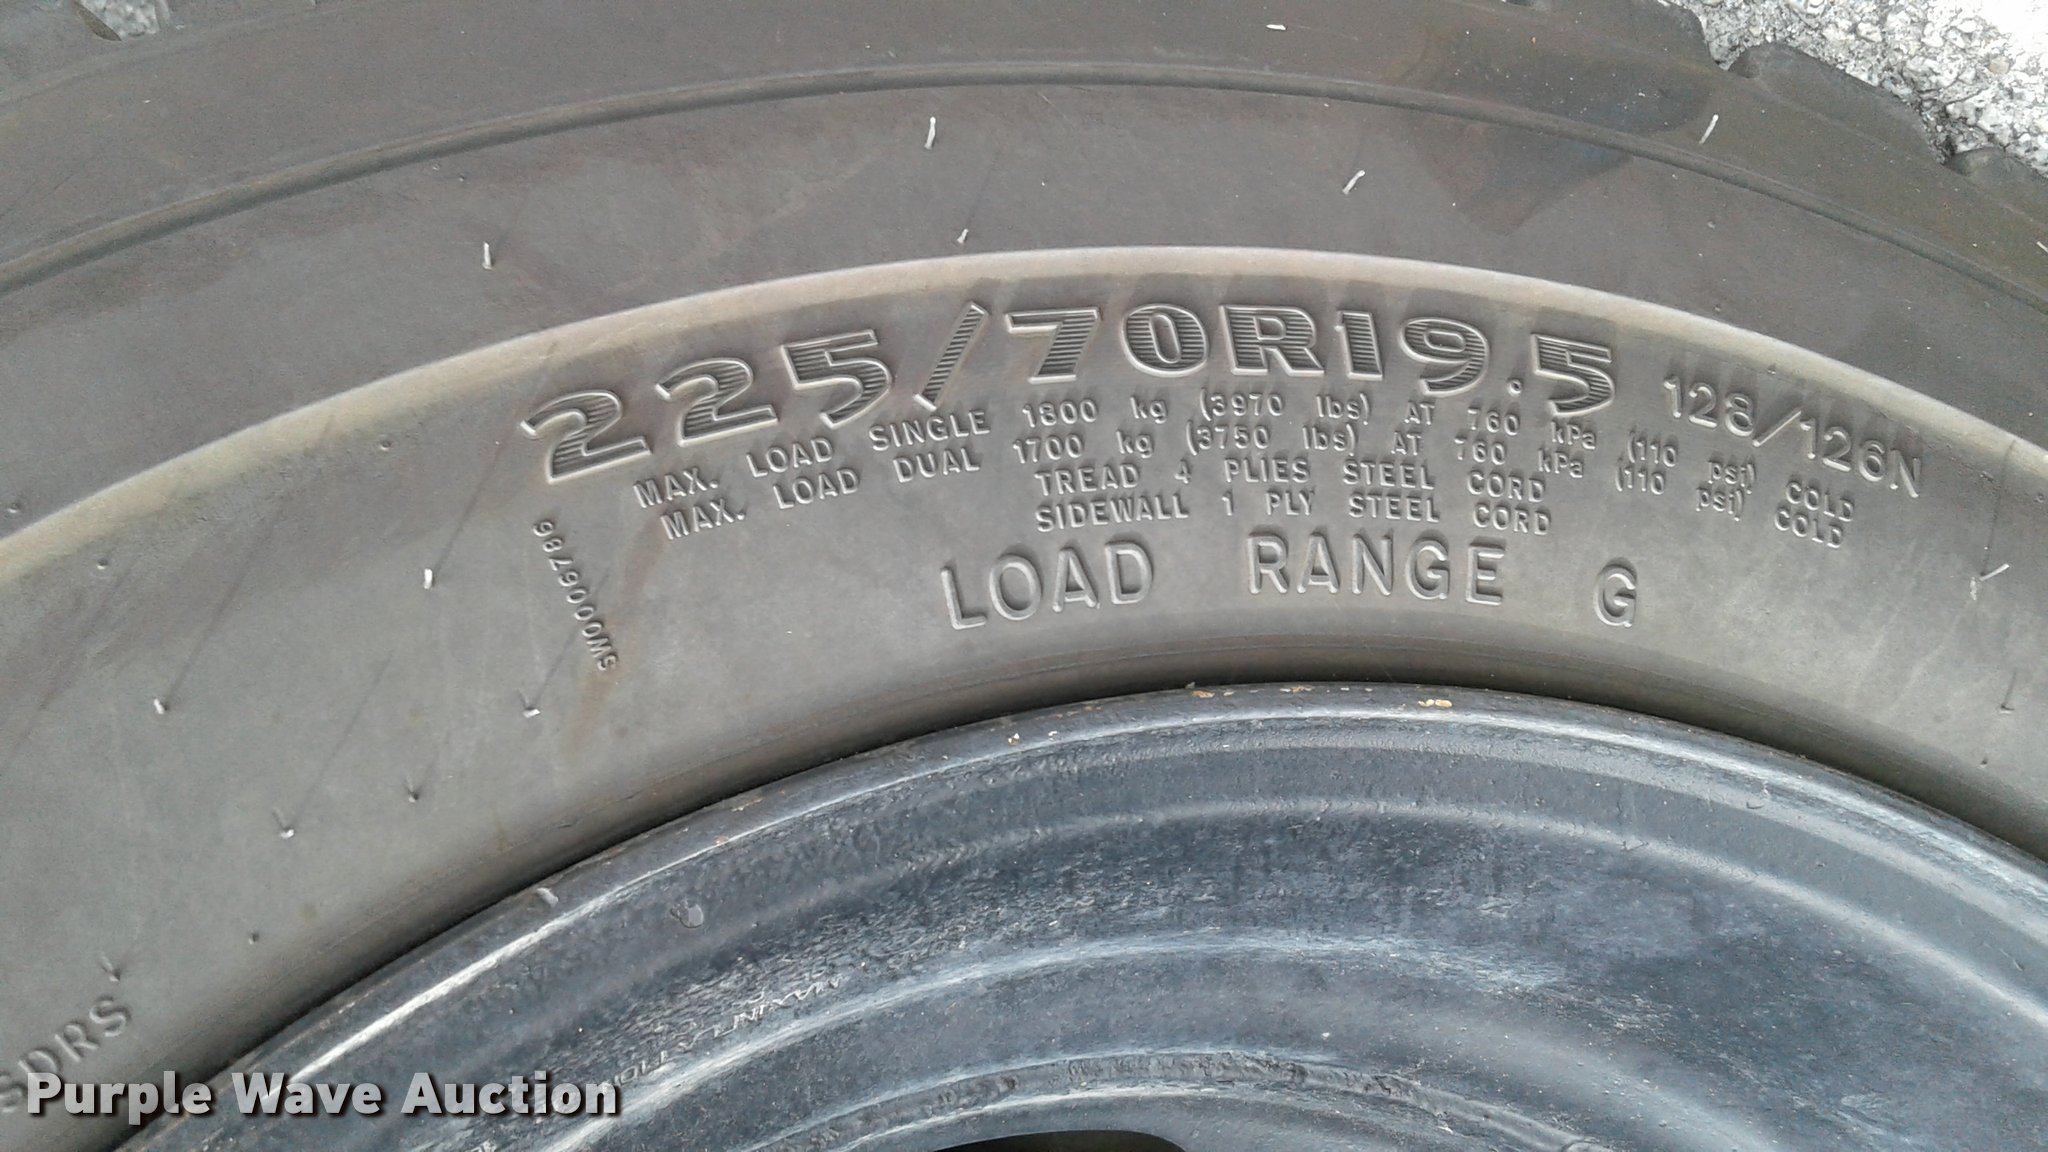 225/70R19.5 128/126N
MAX. LOAD SINGLE 1800 kg (3970 lbs) AT 760 kPa (110 psi) COLD
MAX. LOAD DUAL 1700 kg (3750 lbs) AT 760 kPa (110 psi) COLD
TREAD 4 PLIES STEEL CORD
SIDEWALL 1 PLY STEEL CORD
LOAD RANGE G
SW0006786
SDRS
Purple Wave Auction